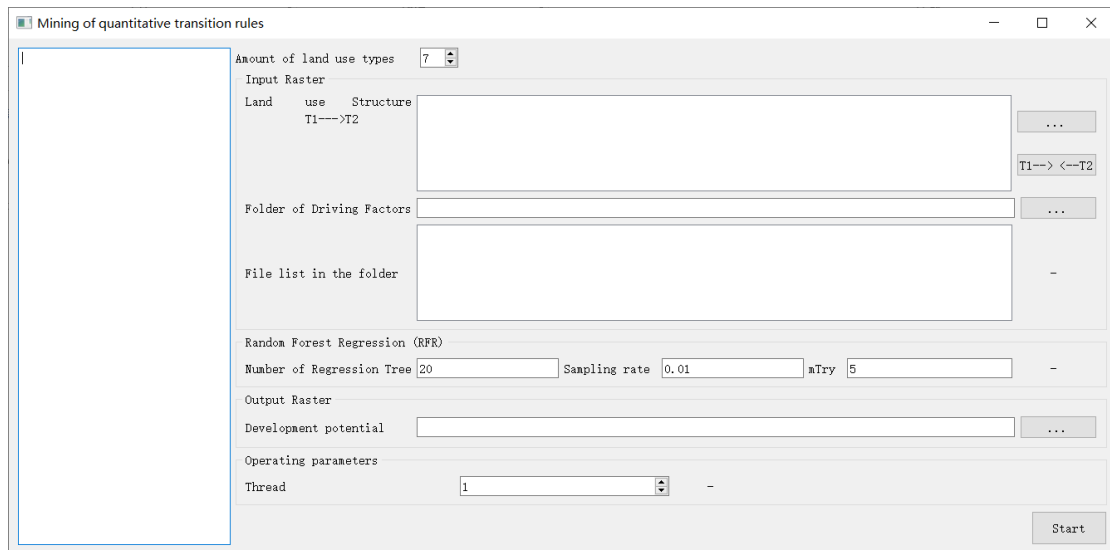 Mining of quantitative transition rules
Amount of land use types 7
Input Raster
Land use Structure
T1--->T2
...
T1--> <--T2
Folder of Driving Factors ...
File list in the folder -
Random Forest Regression (RFR)
Number of Regression Tree 20 Sampling rate 0.01 mTry 5 -
Output Raster
Development potential ...
Operating parameters
Thread 1 -
Start